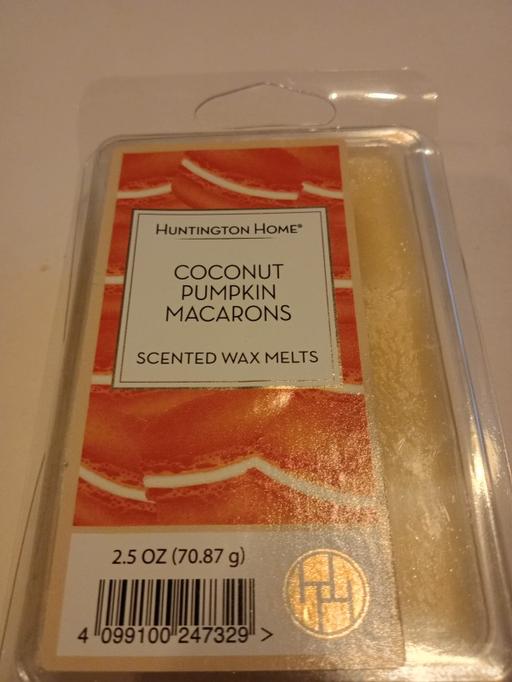 HUNTINGTON HOME®
COCONUT
PUMPKIN
MACARONS
SCENTED WAX MELTS
2.5 OZ (70.87 g)
4 099100 247329 >